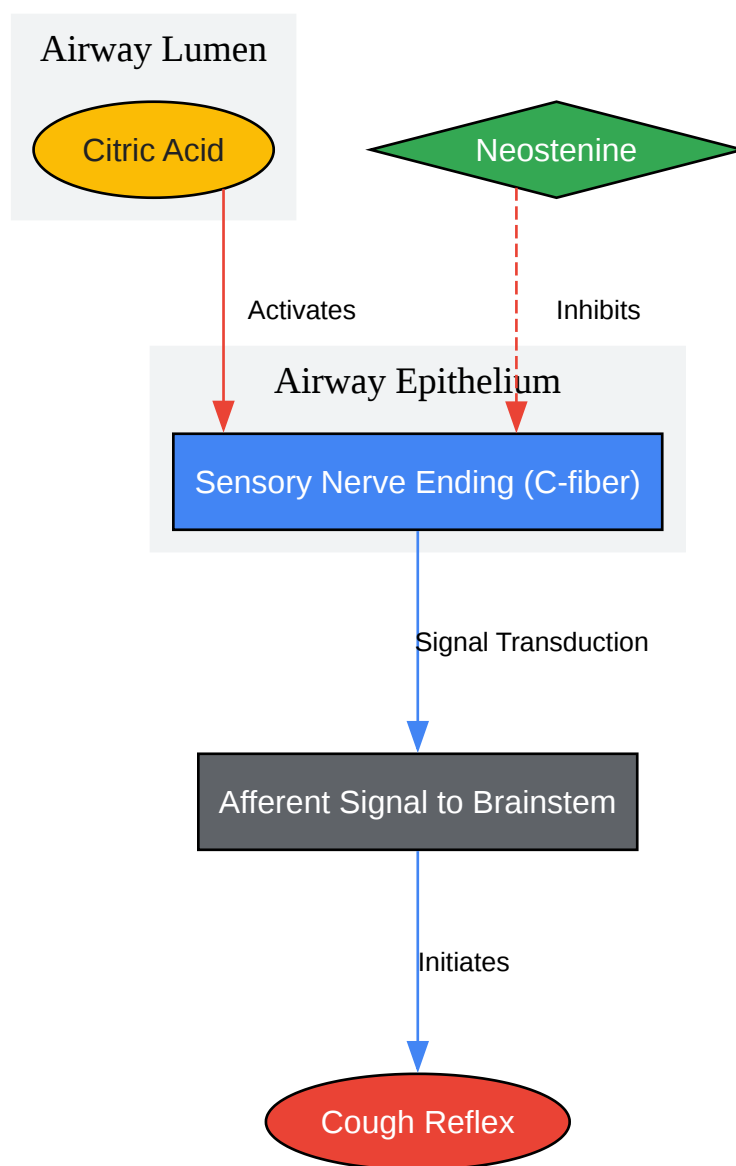 Airway Lumen
Citric Acid
Neostenine
Activates
Inhibits
Airway Epithelium
Sensory Nerve Ending (C-fiber)
Signal Transduction
Afferent Signal to Brainstem
Initiates
Cough Reflex